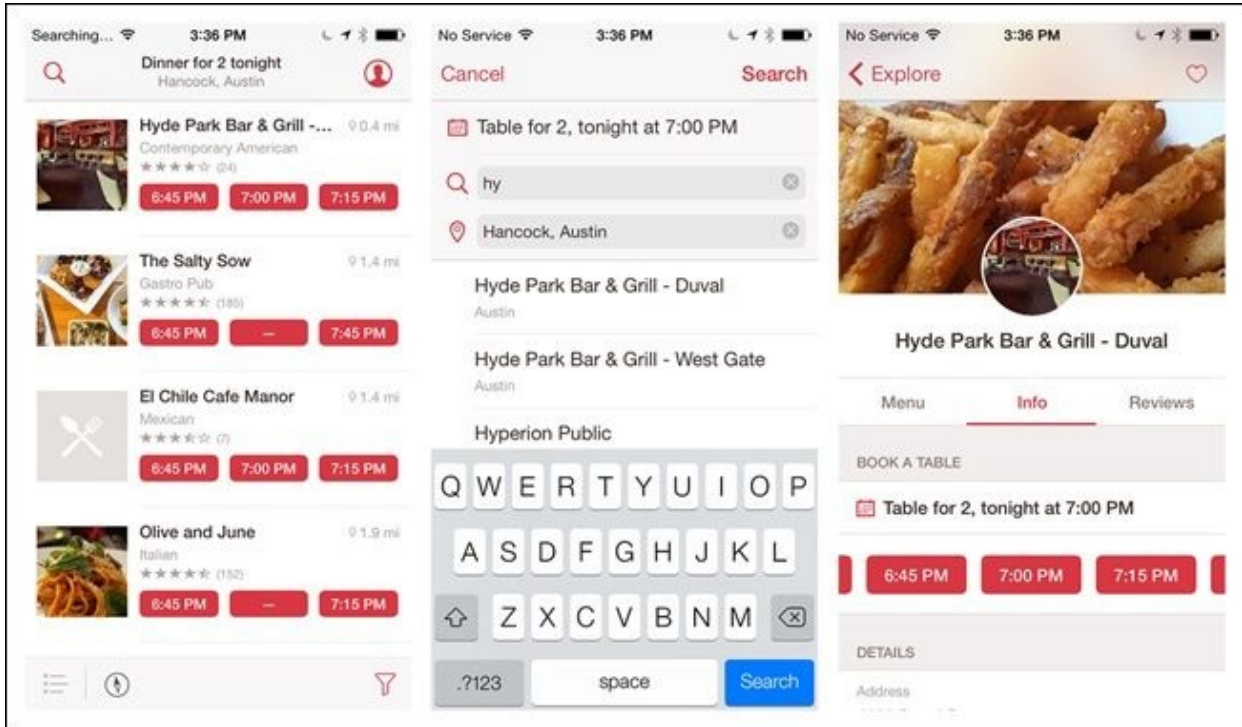 Searching...
3:36 PM
Dinner for 2 tonight
Hancock, Austin
Hyde Park Bar & Grill -...
0.4 mi
Contemporary American
(24)
6:45 PM
7:00 PM
7:15 PM
The Salty Sow
1.4 mi
Gastro Pub
(185)
6:45 PM
–
7:45 PM
El Chile Cafe Manor
1.4 mi
Mexican
(7)
6:45 PM
7:00 PM
7:15 PM
Olive and June
1.9 mi
Italian
(152)
6:45 PM
–
7:15 PM
No Service
3:36 PM
Cancel
Search
Table for 2, tonight at 7:00 PM
hy
Hancock, Austin
Hyde Park Bar & Grill - Duval
Austin
Hyde Park Bar & Grill - West Gate
Austin
Hyperion Public
Q W E R T Y U I O P
A S D F G H J K L
Z X C V B N M
.?123
space
Search
No Service
3:36 PM
Explore
Hyde Park Bar & Grill - Duval
Menu
Info
Reviews
BOOK A TABLE
Table for 2, tonight at 7:00 PM
6:45 PM
7:00 PM
7:15 PM
DETAILS
Address